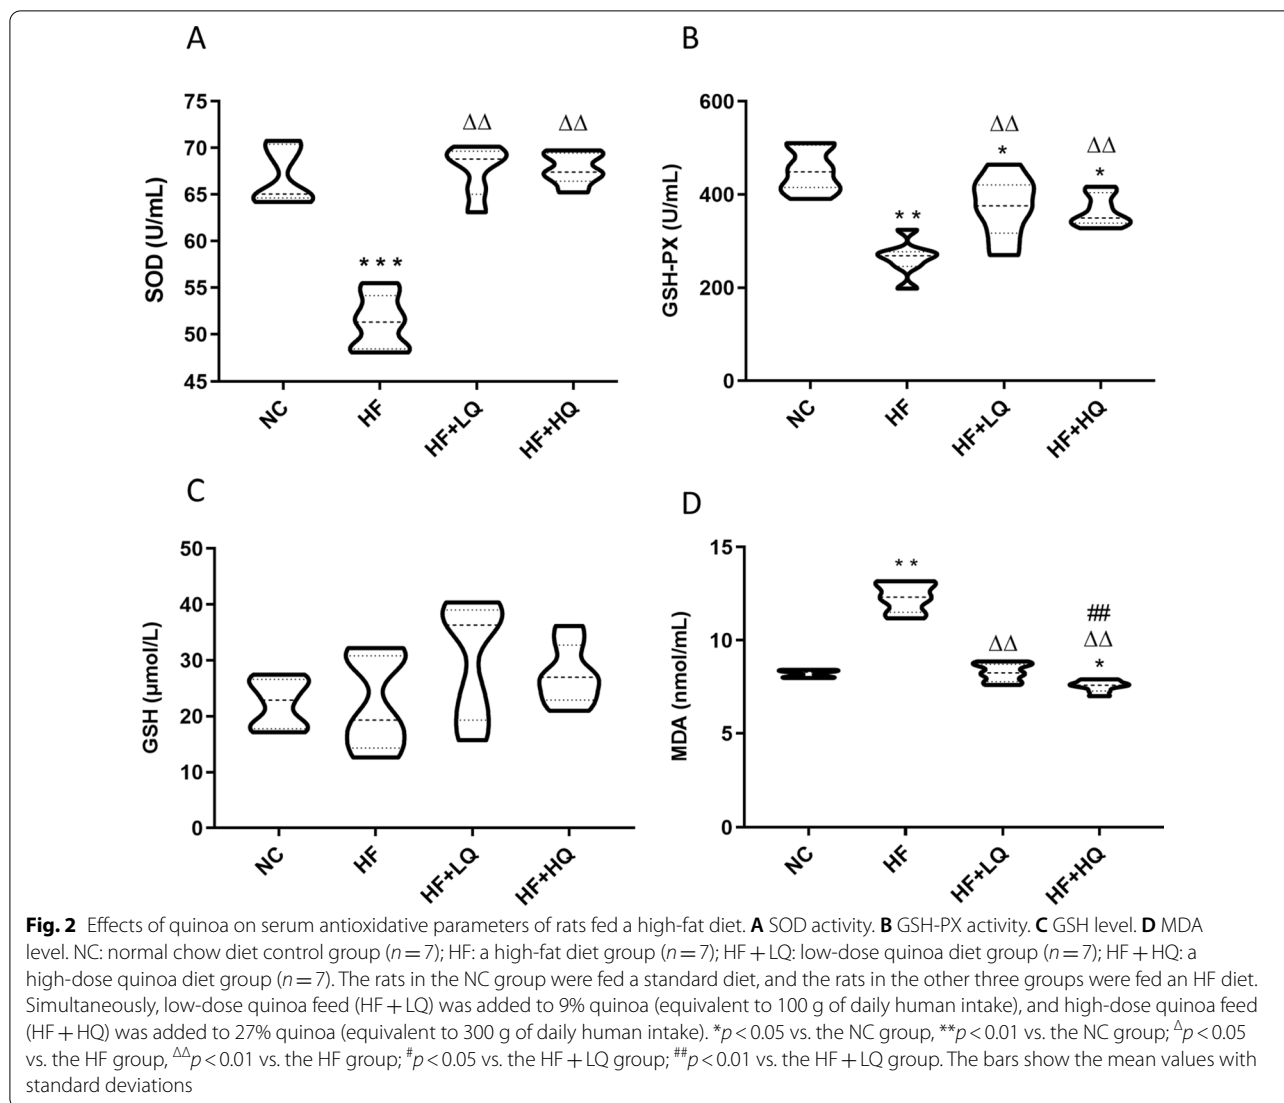 A
75
70
65
60
55
50
45
SOD (U/mL)
***
ΔΔ
ΔΔ
NC
HF
HF+LQ
HF+HQ
B
600
400
200
0
GSH-PX (U/mL)
**
ΔΔ
*
ΔΔ
*
NC
HF
HF+LQ
HF+HQ
C
50
40
30
20
10
0
GSH (μmol/L)
NC
HF
HF+LQ
HF+HQ
D
15
10
5
0
MDA (nmol/mL)
**
ΔΔ
##
ΔΔ
*
NC
HF
HF+LQ
HF+HQ
Fig. 2 Effects of quinoa on serum antioxidative parameters of rats fed a high-fat diet. A SOD activity. B GSH-PX activity. C GSH level. D MDA
level. NC: normal chow diet control group (n = 7); HF: a high-fat diet group (n = 7); HF + LQ: low-dose quinoa diet group (n = 7); HF + HQ: a
high-dose quinoa diet group (n = 7). The rats in the NC group were fed a standard diet, and the rats in the other three groups were fed an HF diet.
Simultaneously, low-dose quinoa feed (HF + LQ) was added to 9% quinoa (equivalent to 100 g of daily human intake), and high-dose quinoa feed
(HF + HQ) was added to 27% quinoa (equivalent to 300 g of daily human intake). *p < 0.05 vs. the NC group, **p < 0.01 vs. the NC group; Δp < 0.05
vs. the HF group, ΔΔp < 0.01 vs. the HF group; #p < 0.05 vs. the HF + LQ group; ##p < 0.01 vs. the HF + LQ group. The bars show the mean values with
standard deviations